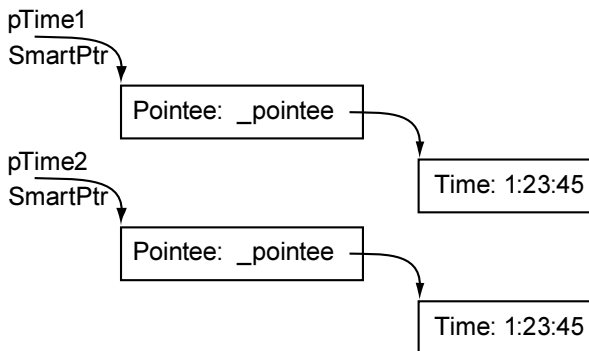 pTime1
SmartPtr
Pointee: _pointee
Time: 1:23:45
pTime2
SmartPtr
Pointee: _pointee
Time: 1:23:45